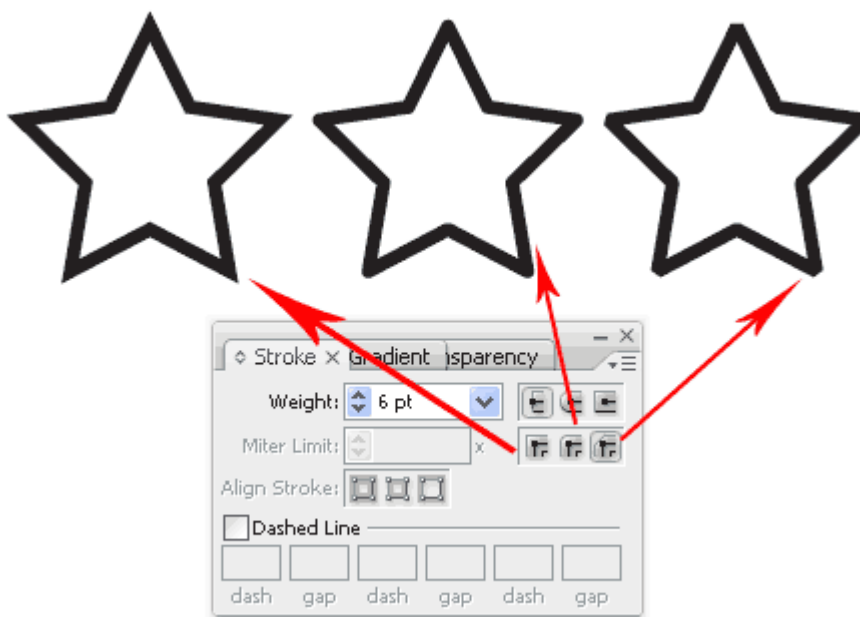 Stroke Gradient sparency
Weight: 6 pt
Miter Limit: x
Align Stroke:
Dashed Line
dash gap dash gap dash gap